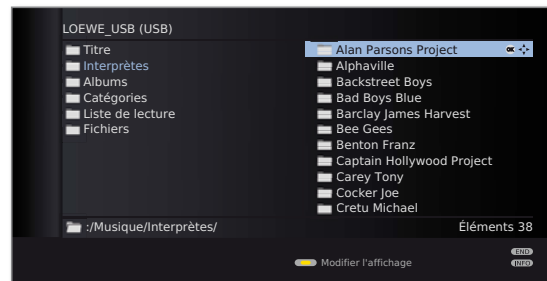 LOEWE_USB (USB)
Titre
Interprètes
Albums
Catégories
Liste de lecture
Fichiers
Alan Parsons Project OK
Alphaville
Backstreet Boys
Bad Boys Blue
Barclay James Harvest
Bee Gees
Benton Franz
Captain Hollywood Project
Carey Tony
Cocker Joe
Cretu Michael
:/Musique/Interprètes/ Éléments 38
END
Modifier l'affichage INFO